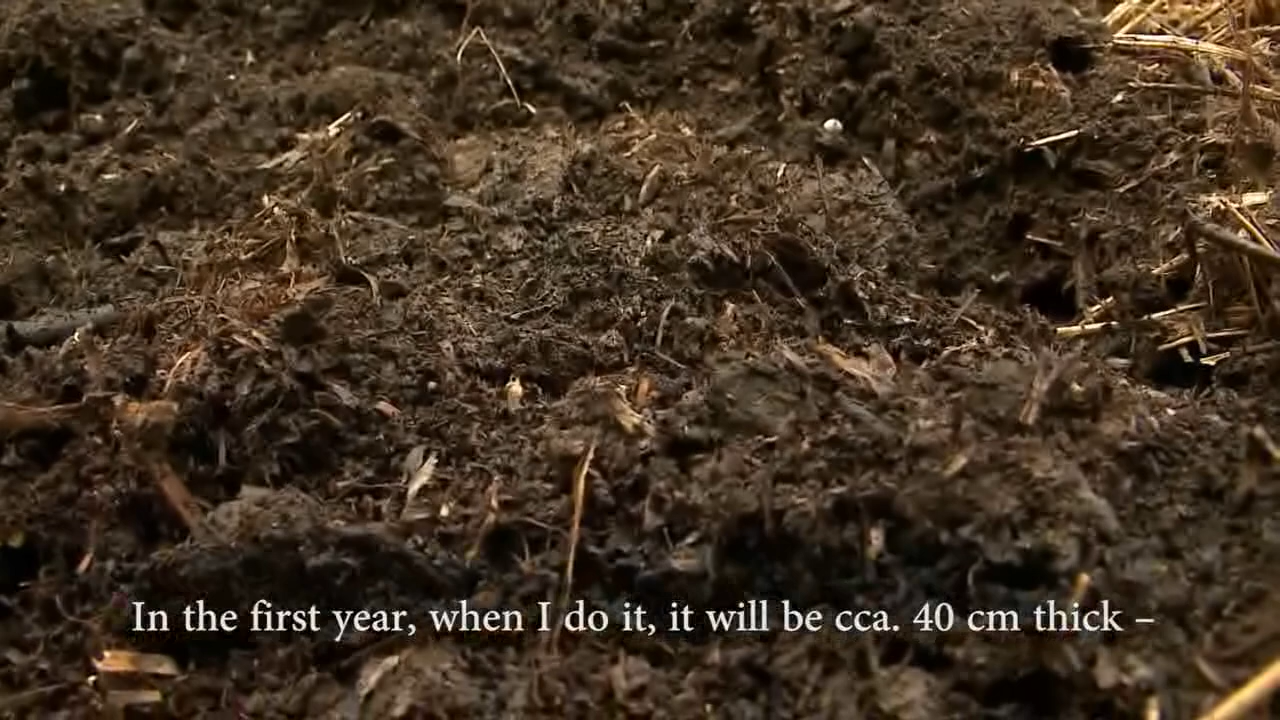 In the first year, when I do it, it will be cca. 40 cm thick –